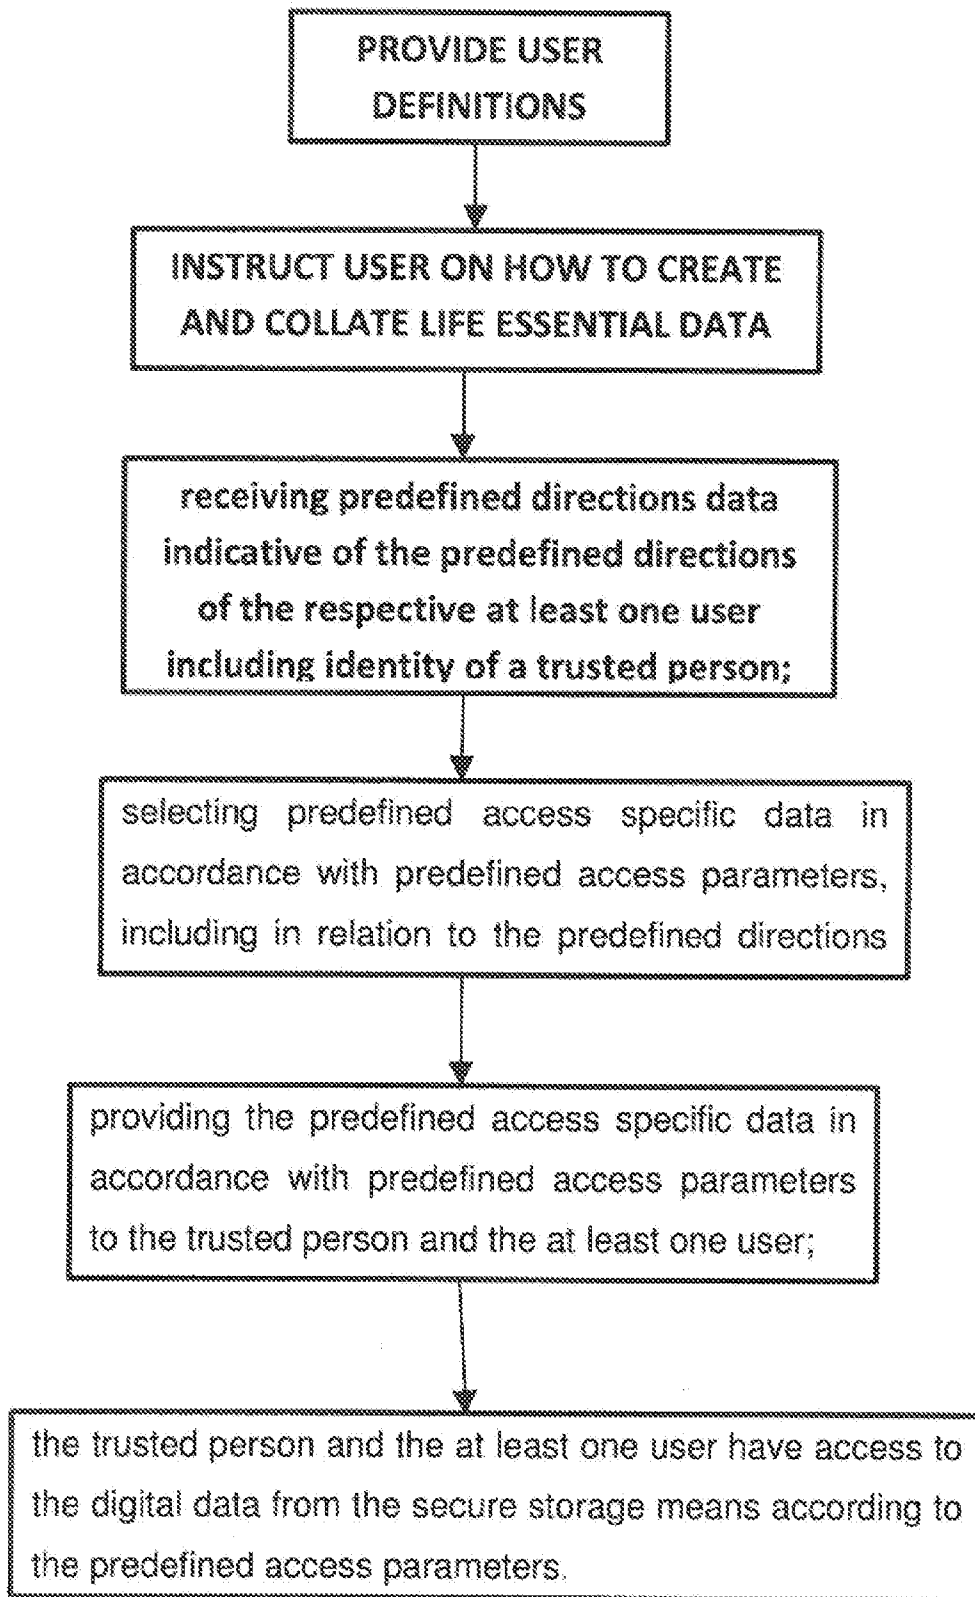 PROVIDE USER
DEFINITIONS
INSTRUCT USER ON HOW TO CREATE
AND COLLATE LIFE ESSENTIAL DATA
receiving predefined directions data
indicative of the predefined directions
of the respective at least one user
including identity of a trusted person;
selecting predefined access specific data in
accordance with predefined access parameters,
including in relation to the predefined directions
providing the predefined access specific data in
accordance with predefined access parameters
to the trusted person and the at least one user;
the trusted person and the at least one user have access to
the digital data from the secure storage means according to
the predefined access parameters.